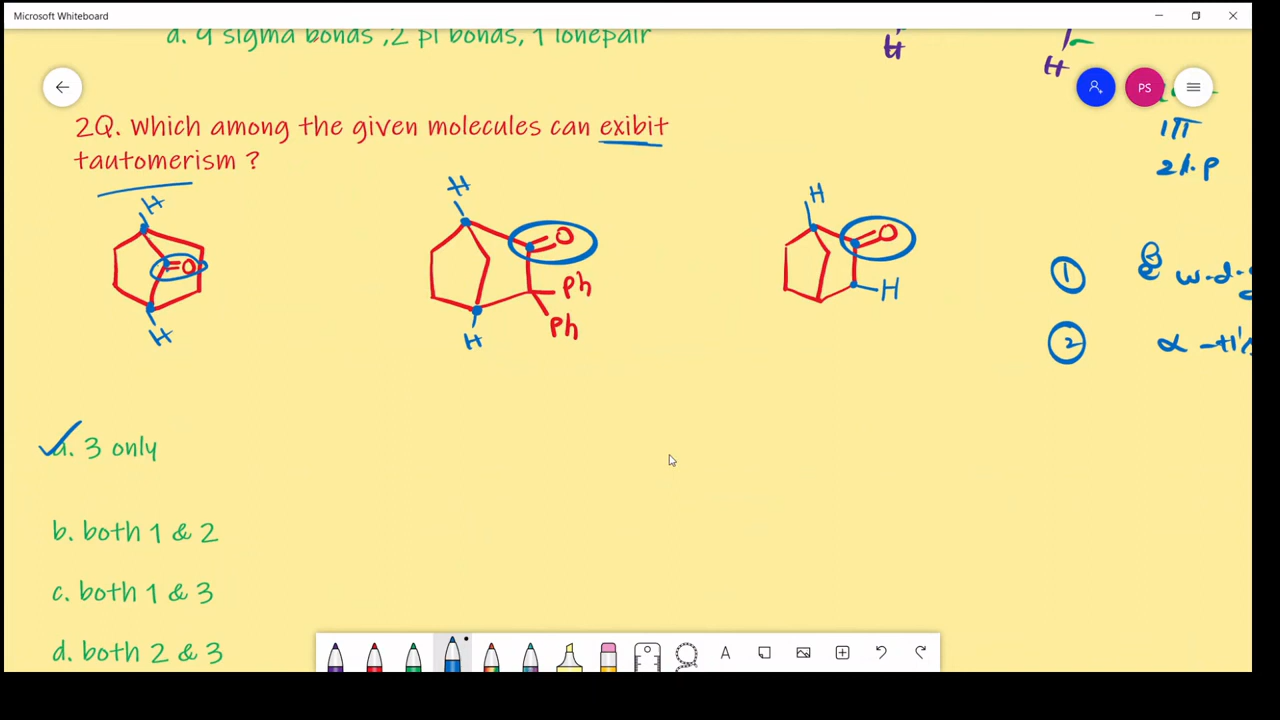 Microsoft Whiteboard
a. 4 sigma bonds ,2 pi bonds, 1 lonepair
H
H
PS
1π
2l.p
2Q. Which among the given molecules can exibit
tautomerism ?
H
=O
H
H
O
Ph
Ph
H
H
O
H
1
w.d.g
2
α -H's
a. 3 only
b. both 1 & 2
c. both 1 & 3
d. both 2 & 3
A